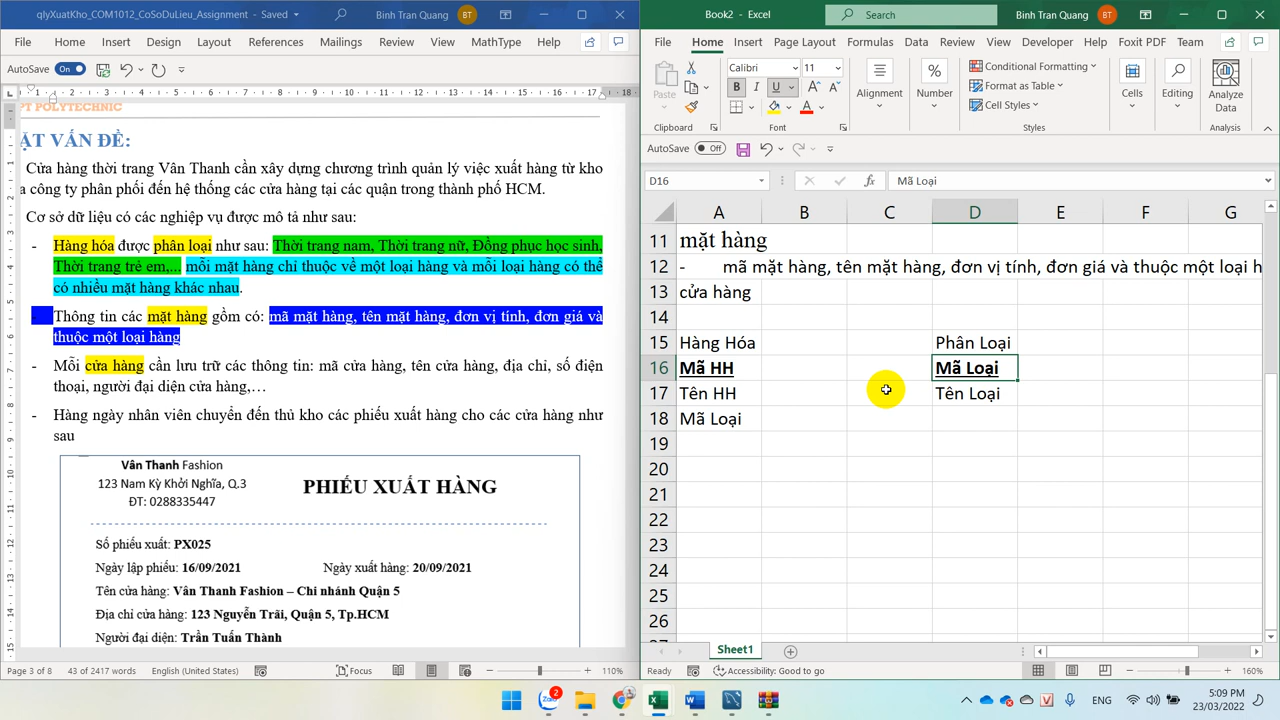 qlyXuatKho_COM1012_CoSoDuLieu_Assignment - Saved
Binh Tran Quang
BT
File Home Insert Design Layout References Mailings Review View MathType Help
AutoSave On
PT POLYTECHNIC
ẶT VẤN ĐỀ:
Cửa hàng thời trang Vân Thanh cần xây dựng chương trình quản lý việc xuất hàng từ kho
a công ty phân phối đến hệ thống các cửa hàng tại các quận trong thành phố HCM.
Cơ sở dữ liệu có các nghiệp vụ được mô tả như sau:
- Hàng hóa được phân loại như sau: Thời trang nam, Thời trang nữ, Đồng phục học sinh,
Thời trang trẻ em,... mỗi mặt hàng chỉ thuộc về một loại hàng và mỗi loại hàng có thể
có nhiều mặt hàng khác nhau.
- Thông tin các mặt hàng gồm có: mã mặt hàng, tên mặt hàng, đơn vị tính, đơn giá và
thuộc một loại hàng
- Mỗi cửa hàng cần lưu trữ các thông tin: mã cửa hàng, tên cửa hàng, địa chỉ, số điện
thoại, người đại diện cửa hàng,…
- Hàng ngày nhân viên chuyển đến thủ kho các phiếu xuất hàng cho các cửa hàng như
sau
Vân Thanh Fashion
123 Nam Kỳ Khởi Nghĩa, Q.3
ĐT: 0288335447
PHIẾU XUẤT HÀNG
Số phiếu xuất: PX025
Ngày lập phiếu: 16/09/2021 Ngày xuất hàng: 20/09/2021
Tên cửa hàng: Vân Thanh Fashion – Chi nhánh Quận 5
Địa chỉ cửa hàng: 123 Nguyễn Trãi, Quận 5, Tp.HCM
Người đại diện: Trần Tuấn Thành
Page 3 of 8 43 of 2417 words English (United States) Focus 110%
Book2 - Excel
Search
Binh Tran Quang
BT
File Home Insert Page Layout Formulas Data Review View Developer Help Foxit PDF Team
Paste
Clipboard
Calibri 11
B I U
Font
Alignment
Number
Conditional Formatting
Format as Table
Cell Styles
Styles
Cells
Editing
Analyze
Data
Analysis
AutoSave Off
D16 fx Mã Loại
A B C D E F G
11 mặt hàng
12 - mã mặt hàng, tên mặt hàng, đơn vị tính, đơn giá và thuộc một loại h
13 cửa hàng
14
15 Hàng Hóa Phân Loại
16 Mã HH Mã Loại
17 Tên HH Tên Loại
18 Mã Loại
19
20
21
22
23
24
25
26
Sheet1
Ready Accessibility: Good to go 160%
2
ENG
5:09 PM
23/03/2022